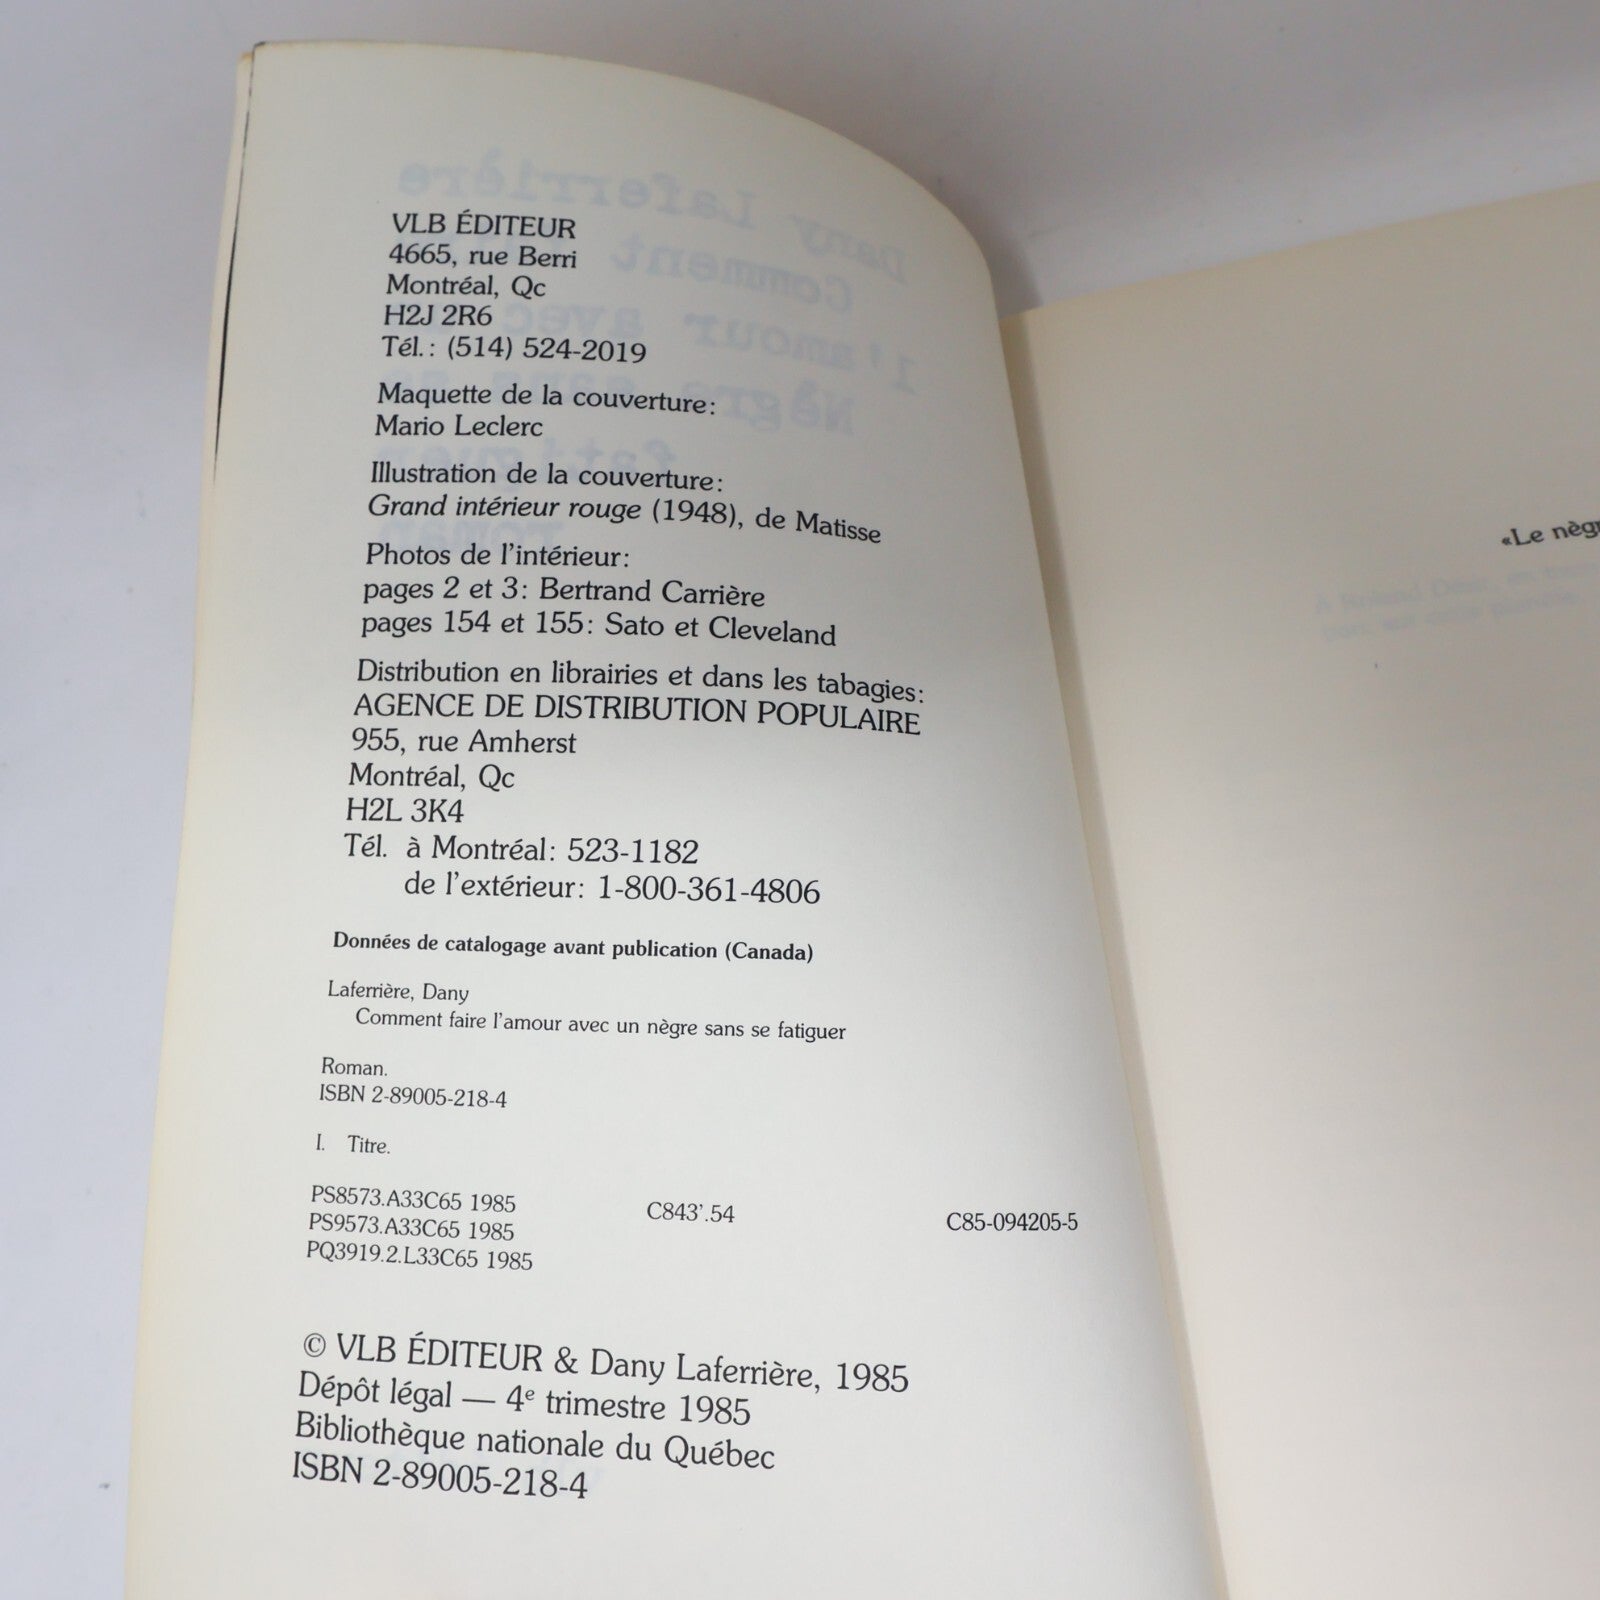 VLB ÉDITEUR
4665, rue Berri
Montréal, Qc
H2J 2R6
Tél.: (514) 524-2019
Maquette de la couverture:
Mario Leclerc
Illustration de la couverture:
Grand intérieur rouge (1948), de Matisse
Photos de l'intérieur:
pages 2 et 3: Bertrand Carrière
pages 154 et 155: Sato et Cleveland
Distribution en librairies et dans les tabagies:
AGENCE DE DISTRIBUTION POPULAIRE
955, rue Amherst
Montréal, Qc
H2L 3K4
Tél. à Montréal: 523-1182
de l'extérieur: 1-800-361-4806
Données de catalogage avant publication (Canada)
Laferrière, Dany
Comment faire l'amour avec un nègre sans se fatiguer
Roman.
ISBN 2-89005-218-4
I. Titre.
PS8573.A33C65 1985 C843'.54 C85-094205-5
PS9573.A33C65 1985
PQ3919.2.L33C65 1985
© VLB ÉDITEUR & Dany Laferrière, 1985
Dépôt légal — 4e trimestre 1985
Bibliothèque nationale du Québec
ISBN 2-89005-218-4
«Le nègr